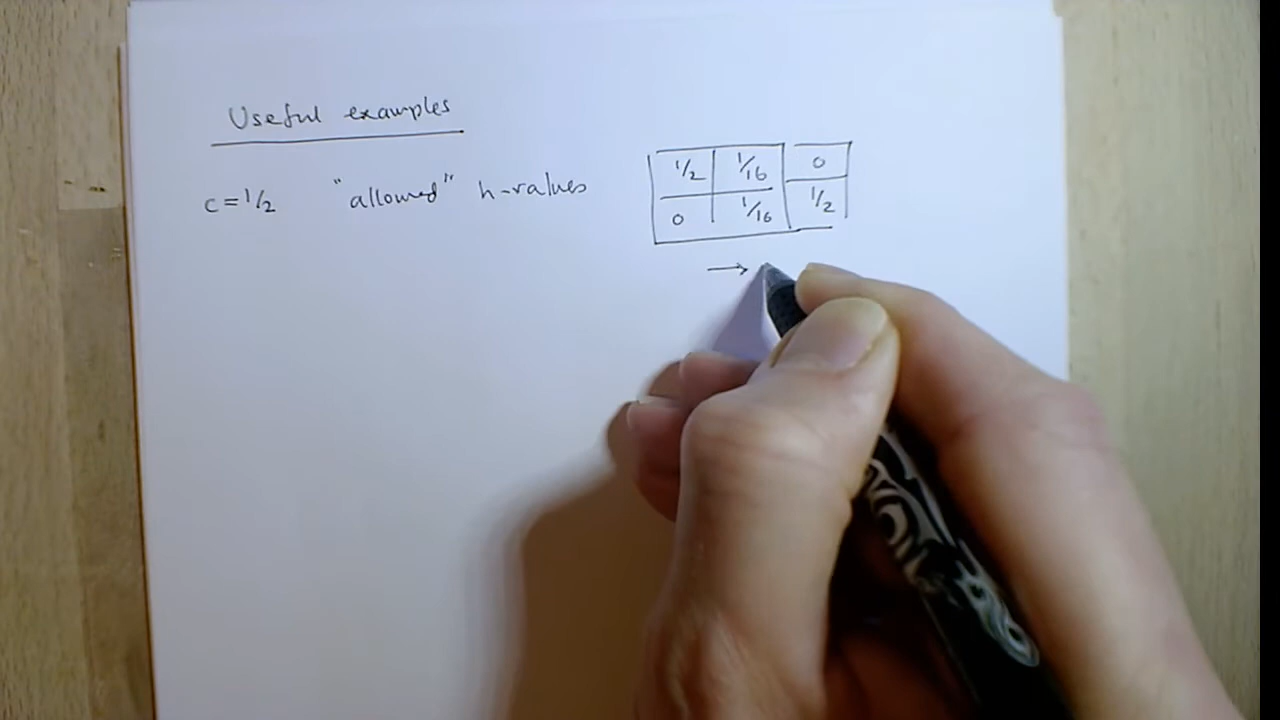 Useful examples
c = 1/2 "allowed" h-values
1/2 1/16 0
0 1/16 1/2
→